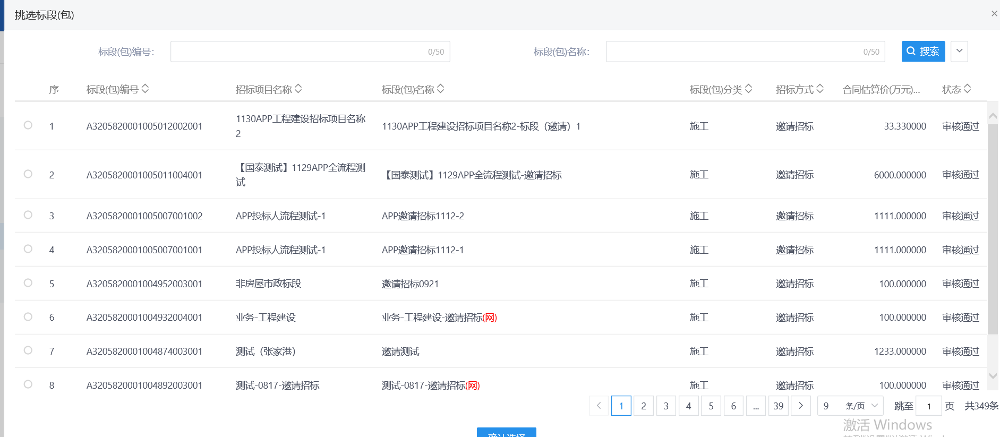 挑选标段(包)
×
标段(包)编号: 0/50 标段(包)名称: 0/50 搜索
序 标段(包)编号 招标项目名称 标段(包)名称 标段(包)分类 招标方式 合同估算价(万元)... 状态
1 A3205820001005012002001 1130APP工程建设招标项目名称2 1130APP工程建设招标项目名称2-标段（邀请）1 施工 邀请招标 33.330000 审核通过
2 A3205820001005011004001 【国泰测试】1129APP全流程测试 【国泰测试】1129APP全流程测试-邀请招标 施工 邀请招标 6000.000000 审核通过
3 A3205820001005007001002 APP投标人流程测试-1 APP邀请招标1112-2 施工 邀请招标 1111.000000 审核通过
4 A3205820001005007001001 APP投标人流程测试-1 APP邀请招标1112-1 施工 邀请招标 1111.000000 审核通过
5 A3205820001004952003001 非房屋市政标段 邀请招标0921 施工 邀请招标 100.000000 审核通过
6 A3205820001004932004001 业务-工程建设 业务-工程建设-邀请招标(网) 施工 邀请招标 100.000000 审核通过
7 A3205820001004874003001 测试（张家港） 邀请测试 施工 邀请招标 1233.000000 审核通过
8 A3205820001004892003001 测试-0817-邀请招标 测试-0817-邀请招标(网) 施工 邀请招标 100.000000 审核通过
1 2 3 4 5 6 ... 39 9 条/页 跳至 1 页 共349条
激活 Windows
确认选择